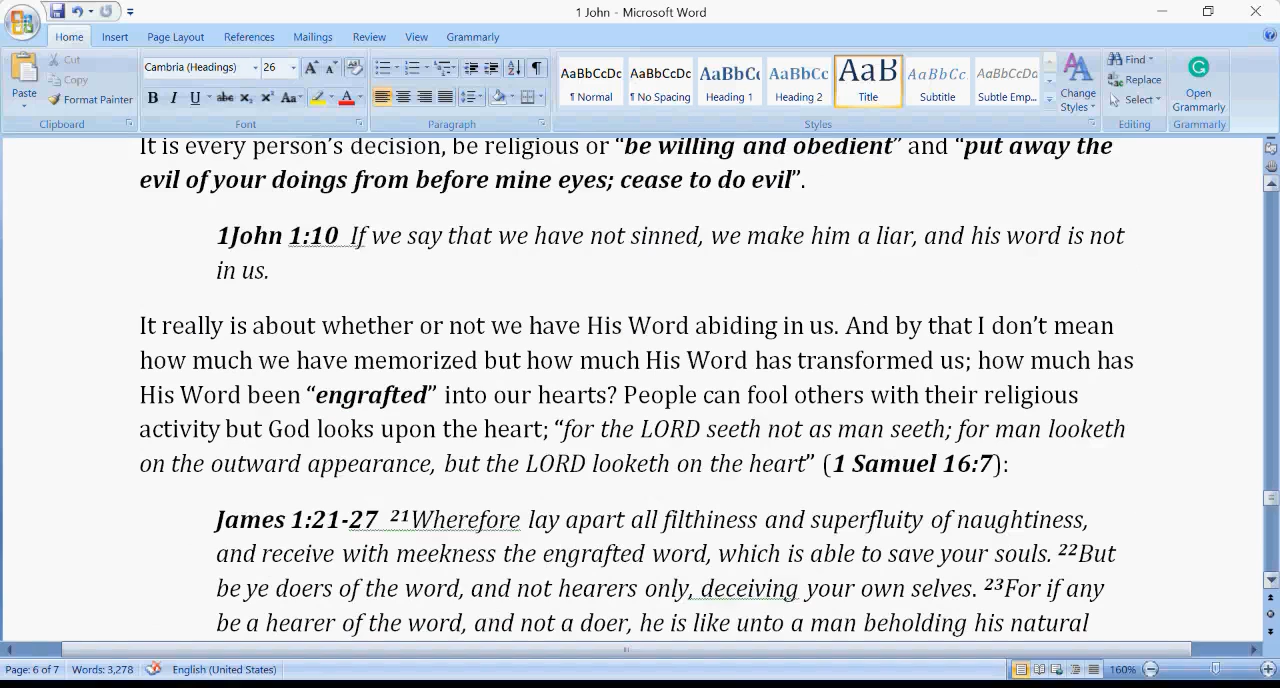 1 John - Microsoft Word
Home Insert Page Layout References Mailings Review View Grammarly
Paste
Cut
Copy
Format Painter
Clipboard
Cambria (Headings) 26
B I U abc X₂ X² Aa
Font
Paragraph
AaBbCcDc AaBbCcDc AaBbC AaBbCc AaB AaBbCc. AaBbCcDa
¶ Normal ¶ No Spacing Heading 1 Heading 2 Title Subtitle Subtle Emp...
Change Styles
Styles
Find
Replace
Select
Editing
Open Grammarly
Grammarly
It is every person’s decision, be religious or “be willing and obedient” and “put away the
evil of your doings from before mine eyes; cease to do evil”.
1John 1:10 If we say that we have not sinned, we make him a liar, and his word is not
in us.
It really is about whether or not we have His Word abiding in us. And by that I don’t mean
how much we have memorized but how much His Word has transformed us; how much has
His Word been “engrafted” into our hearts? People can fool others with their religious
activity but God looks upon the heart; “for the LORD seeth not as man seeth; for man looketh
on the outward appearance, but the LORD looketh on the heart” (1 Samuel 16:7):
James 1:21-27 ²¹Wherefore lay apart all filthiness and superfluity of naughtiness,
and receive with meekness the engrafted word, which is able to save your souls. ²²But
be ye doers of the word, and not hearers only, deceiving your own selves. ²³For if any
be a hearer of the word, and not a doer, he is like unto a man beholding his natural
Page: 6 of 7 Words: 3,278 English (United States) 160%